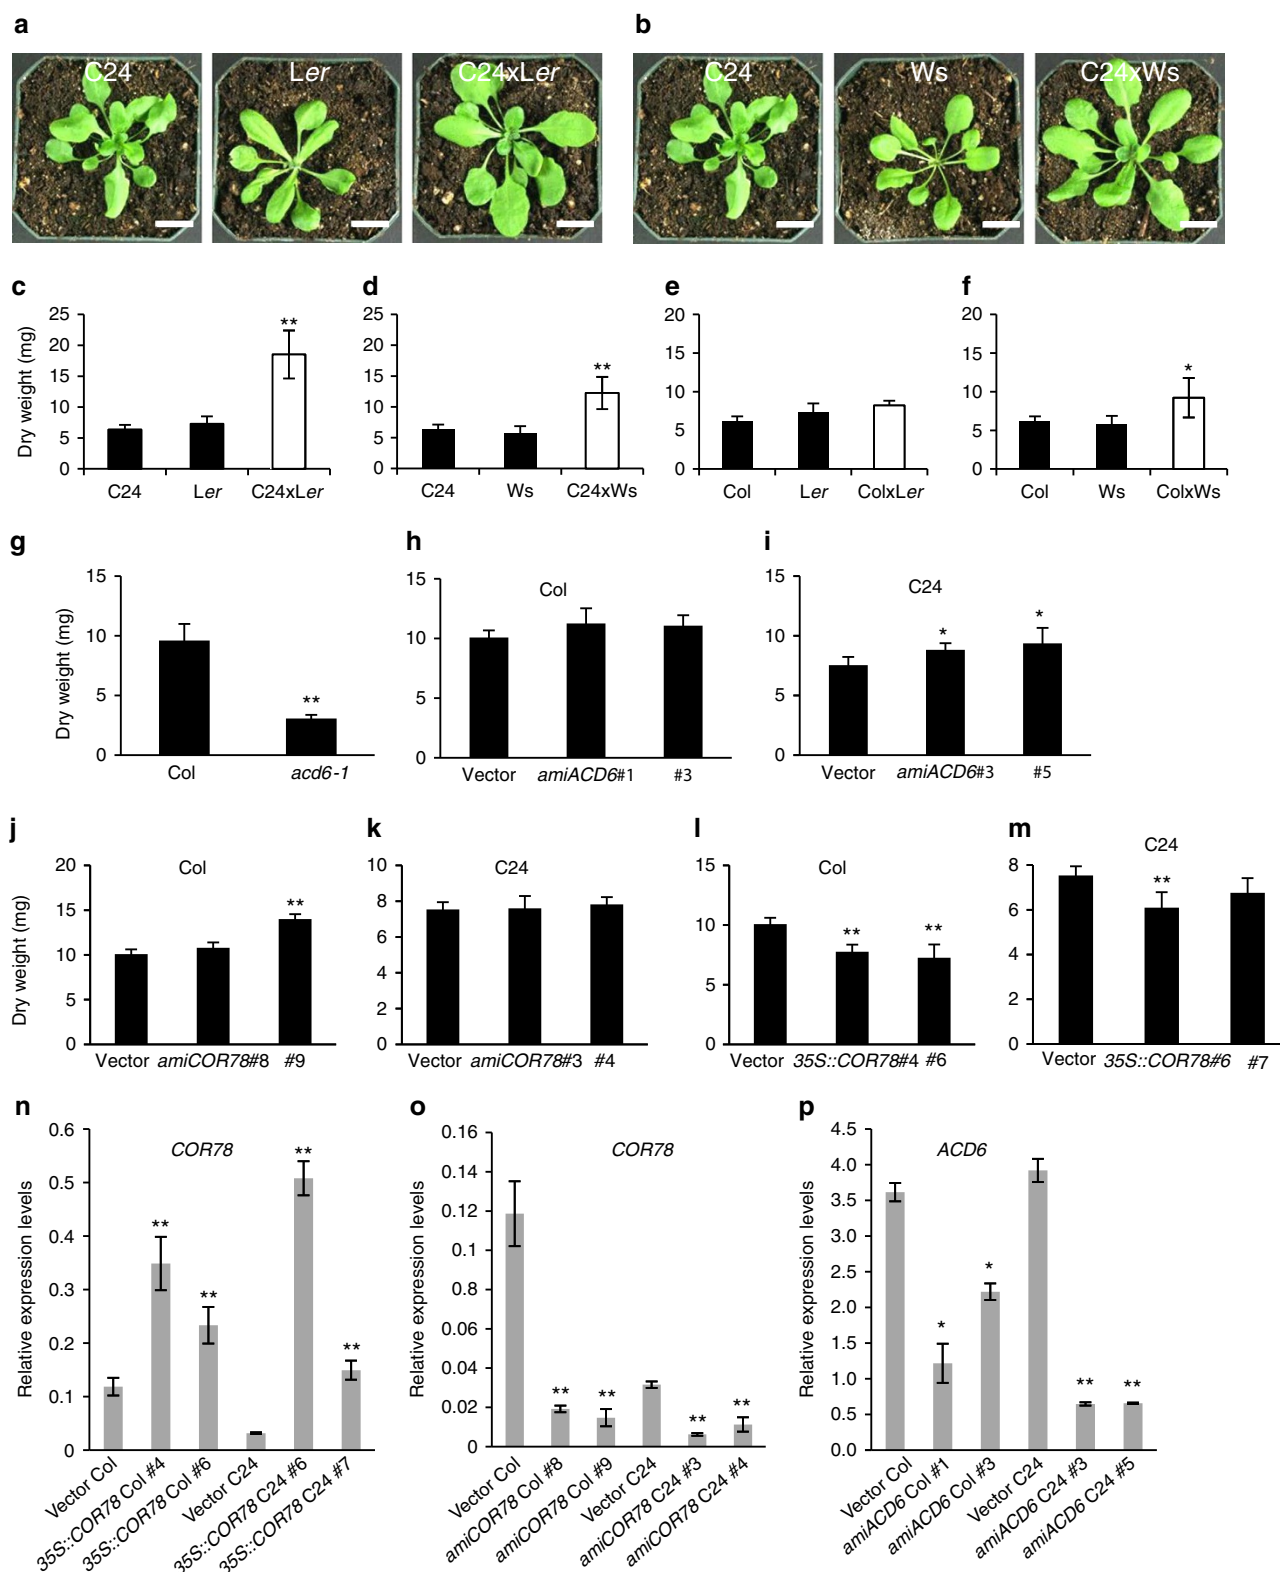 a
b
C24
Ler
C24xLer
C24
Ws
C24xWs
c
d
e
f
Dry weight (mg)
25
20
15
10
5
0
C24
Ler
C24xLer
**
25
20
15
10
5
0
C24
Ws
C24xWs
**
20
15
10
5
0
Col
Ler
ColxLer
20
15
10
5
0
Col
Ws
ColxWs
*
g
h
i
Dry weight (mg)
15
10
5
0
**
Col
acd6-1
15
10
5
0
Col
Vector
amiACD6#1
#3
15
10
5
0
C24
*
*
Vector
amiACD6#3
#5
j
k
l
m
Dry weight (mg)
20
15
10
5
0
Col
**
Vector
amiCOR78#8
#9
10
8
6
4
2
0
C24
Vector
amiCOR78#3
#4
15
10
5
0
Col
**
**
Vector
35S::COR78#4
#6
8
6
4
2
0
C24
**
Vector
35S::COR78#6
#7
n
o
p
Relative expression levels
0.6
0.5
0.4
0.3
0.2
0.1
0
COR78
**
**
**
**
Vector Col
35S::COR78 Col #4
35S::COR78 Col #6
Vector C24
35S::COR78 C24 #6
35S::COR78 C24 #7
Relative expression levels
0.16
0.14
0.12
0.1
0.8
0.06
0.04
0.02
0
COR78
**
**
**
**
Vector Col
amiCOR78 Col #8
amiCOR78 Col #9
Vector C24
amiCOR78 C24 #3
amiCOR78 C24 #4
Relative expression levels
4.5
4.0
3.5
3.0
2.5
2.0
1.5
1.0
0.5
0.0
ACD6
*
*
**
**
Vector Col
amiACD6 Col #1
amiACD6 Col #3
Vector C24
amiACD6 C24 #3
amiACD6 C24 #5